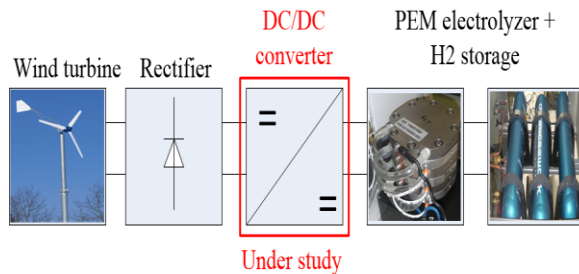 DC/DC
converter
PEM electrolyzer +
H2 storage
Wind turbine
Rectifier
Under study